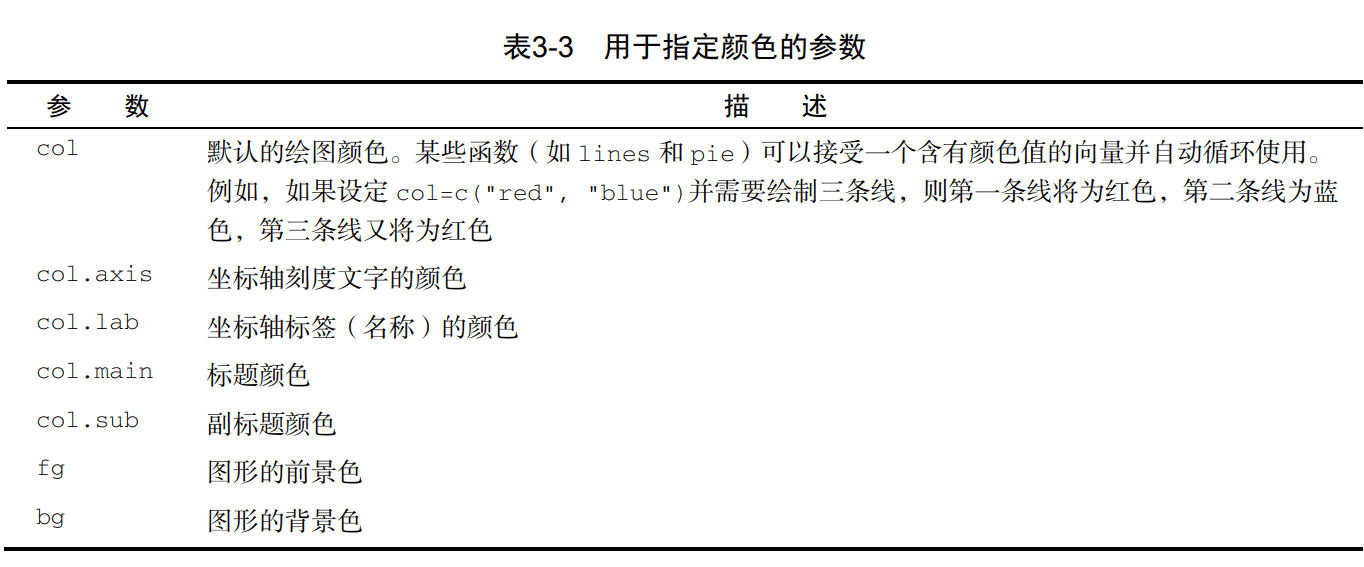 表3-3 用于指定颜色的参数
参 数 描 述
col 默认的绘图颜色。某些函数（如 lines 和 pie）可以接受一个含有颜色值的向量并自动循环使用。
例如，如果设定 col=c("red", "blue")并需要绘制三条线，则第一条线将为红色，第二条线为蓝
色，第三条线又将为红色
col.axis 坐标轴刻度文字的颜色
col.lab 坐标轴标签（名称）的颜色
col.main 标题颜色
col.sub 副标题颜色
fg 图形的前景色
bg 图形的背景色